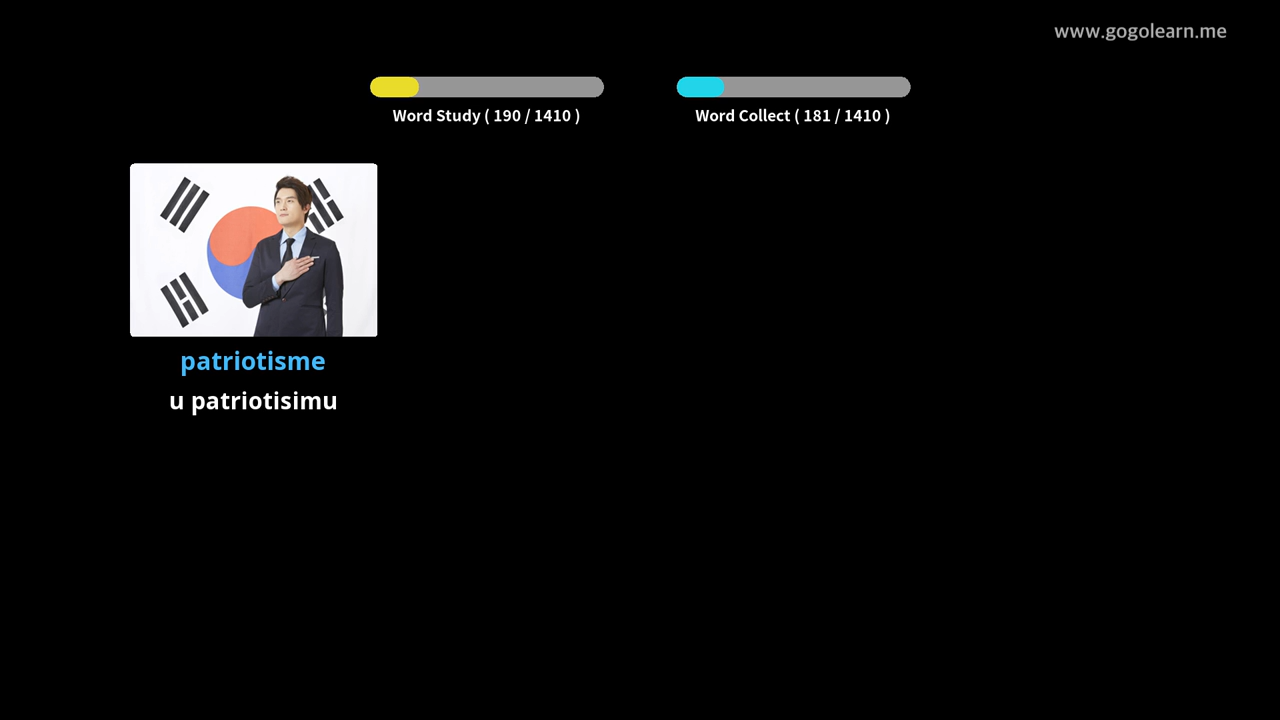 www.gogolearn.me
Word Study ( 190 / 1410 )
Word Collect ( 181 / 1410 )
patriotisme
u patriotisimu